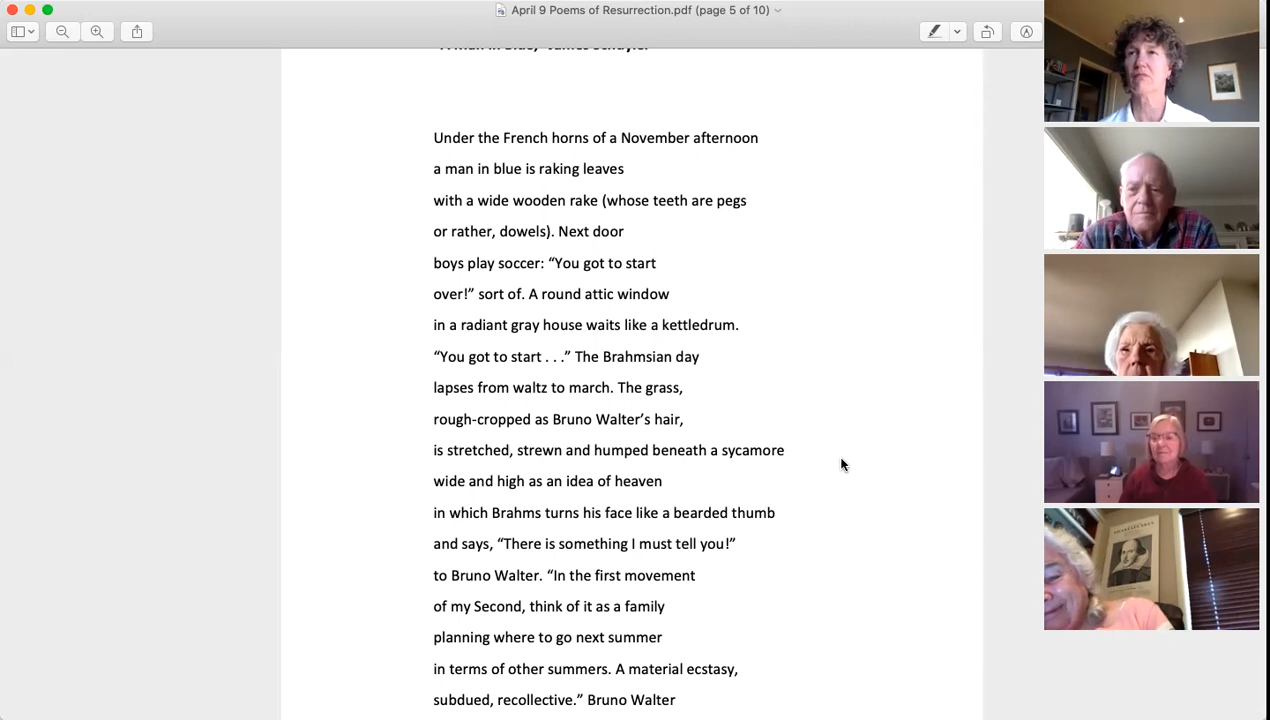 April 9 Poems of Resurrection.pdf (page 5 of 10)
Under the French horns of a November afternoon
a man in blue is raking leaves
with a wide wooden rake (whose teeth are pegs
or rather, dowels). Next door
boys play soccer: “You got to start
over!” sort of. A round attic window
in a radiant gray house waits like a kettledrum.
“You got to start . . .” The Brahmsian day
lapses from waltz to march. The grass,
rough-cropped as Bruno Walter’s hair,
is stretched, strewn and humped beneath a sycamore
wide and high as an idea of heaven
in which Brahms turns his face like a bearded thumb
and says, “There is something I must tell you!”
to Bruno Walter. “In the first movement
of my Second, think of it as a family
planning where to go next summer
in terms of other summers. A material ecstasy,
subdued, recollective.” Bruno Walter